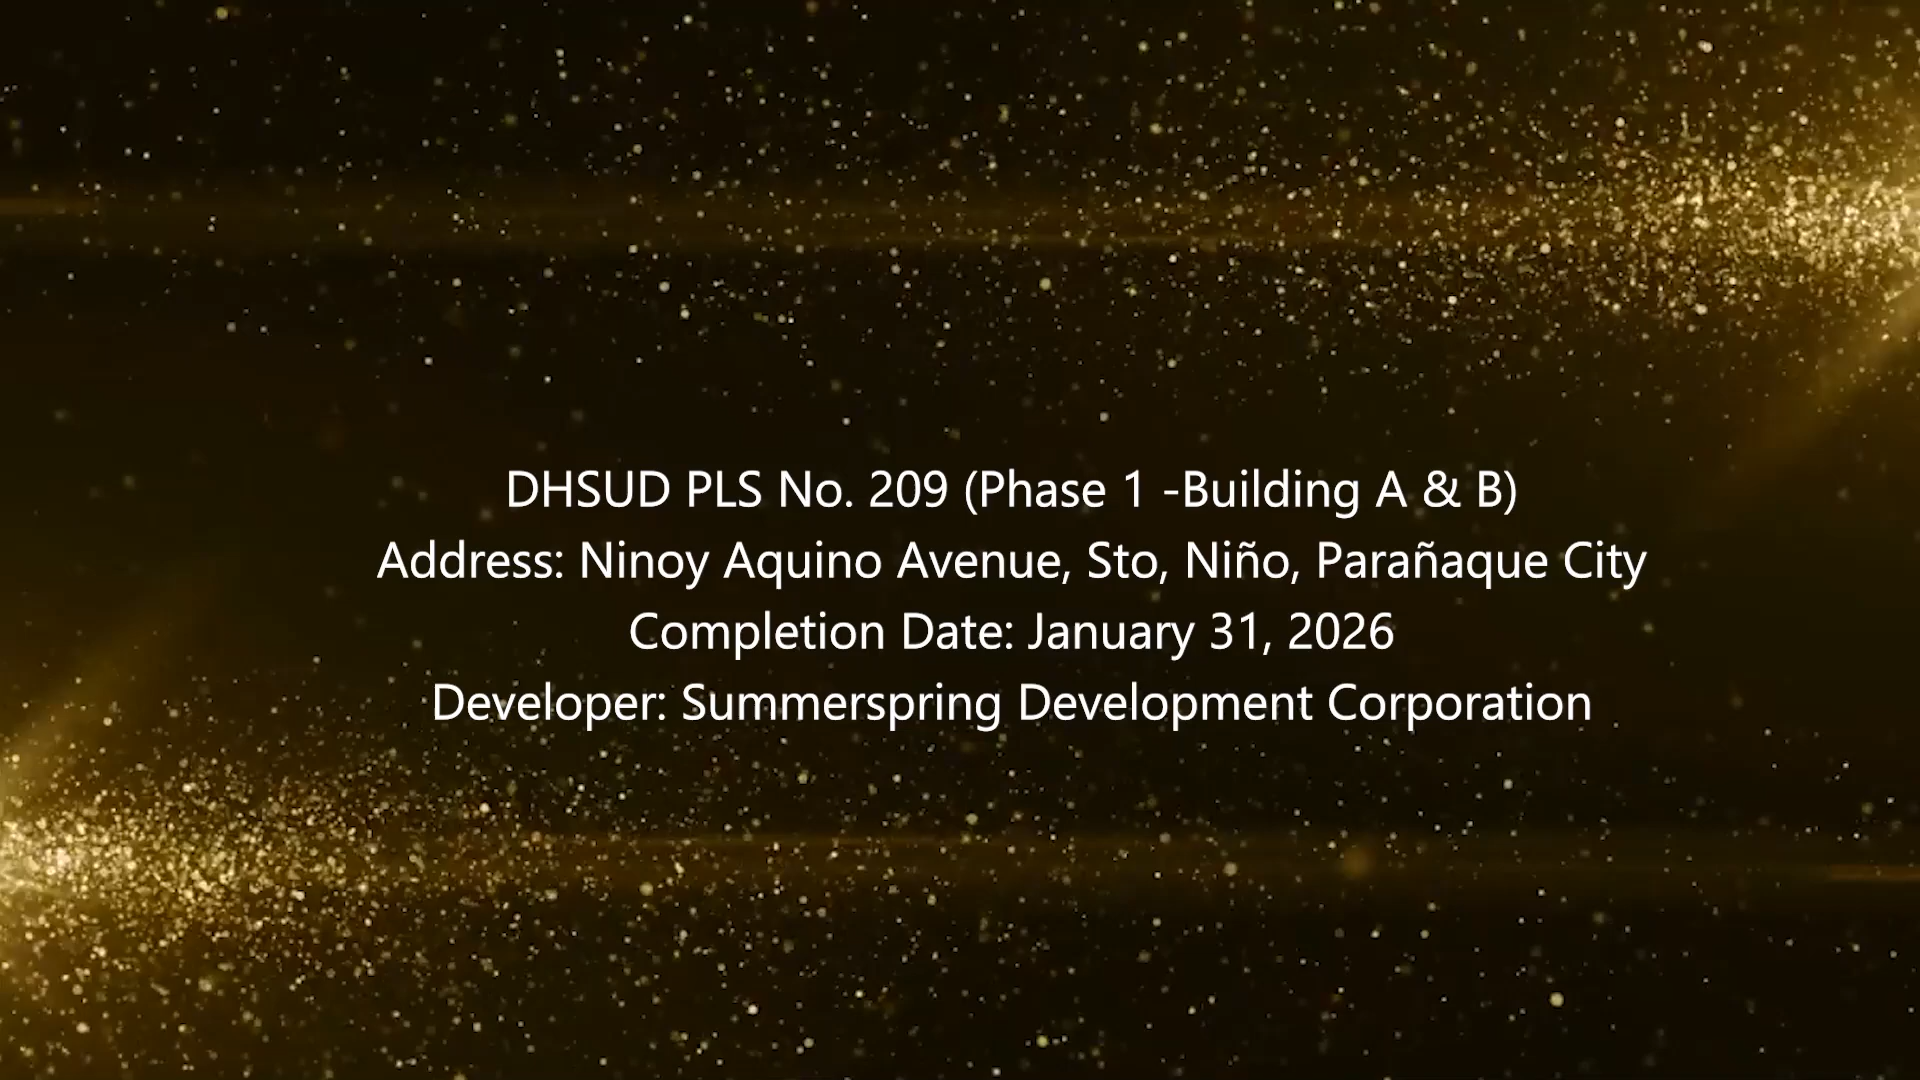 DHSUD PLS No. 209 (Phase 1 -Building A & B)
Address: Ninoy Aquino Avenue, Sto, Niño, Parañaque City
Completion Date: January 31, 2026
Developer: Summerspring Development Corporation